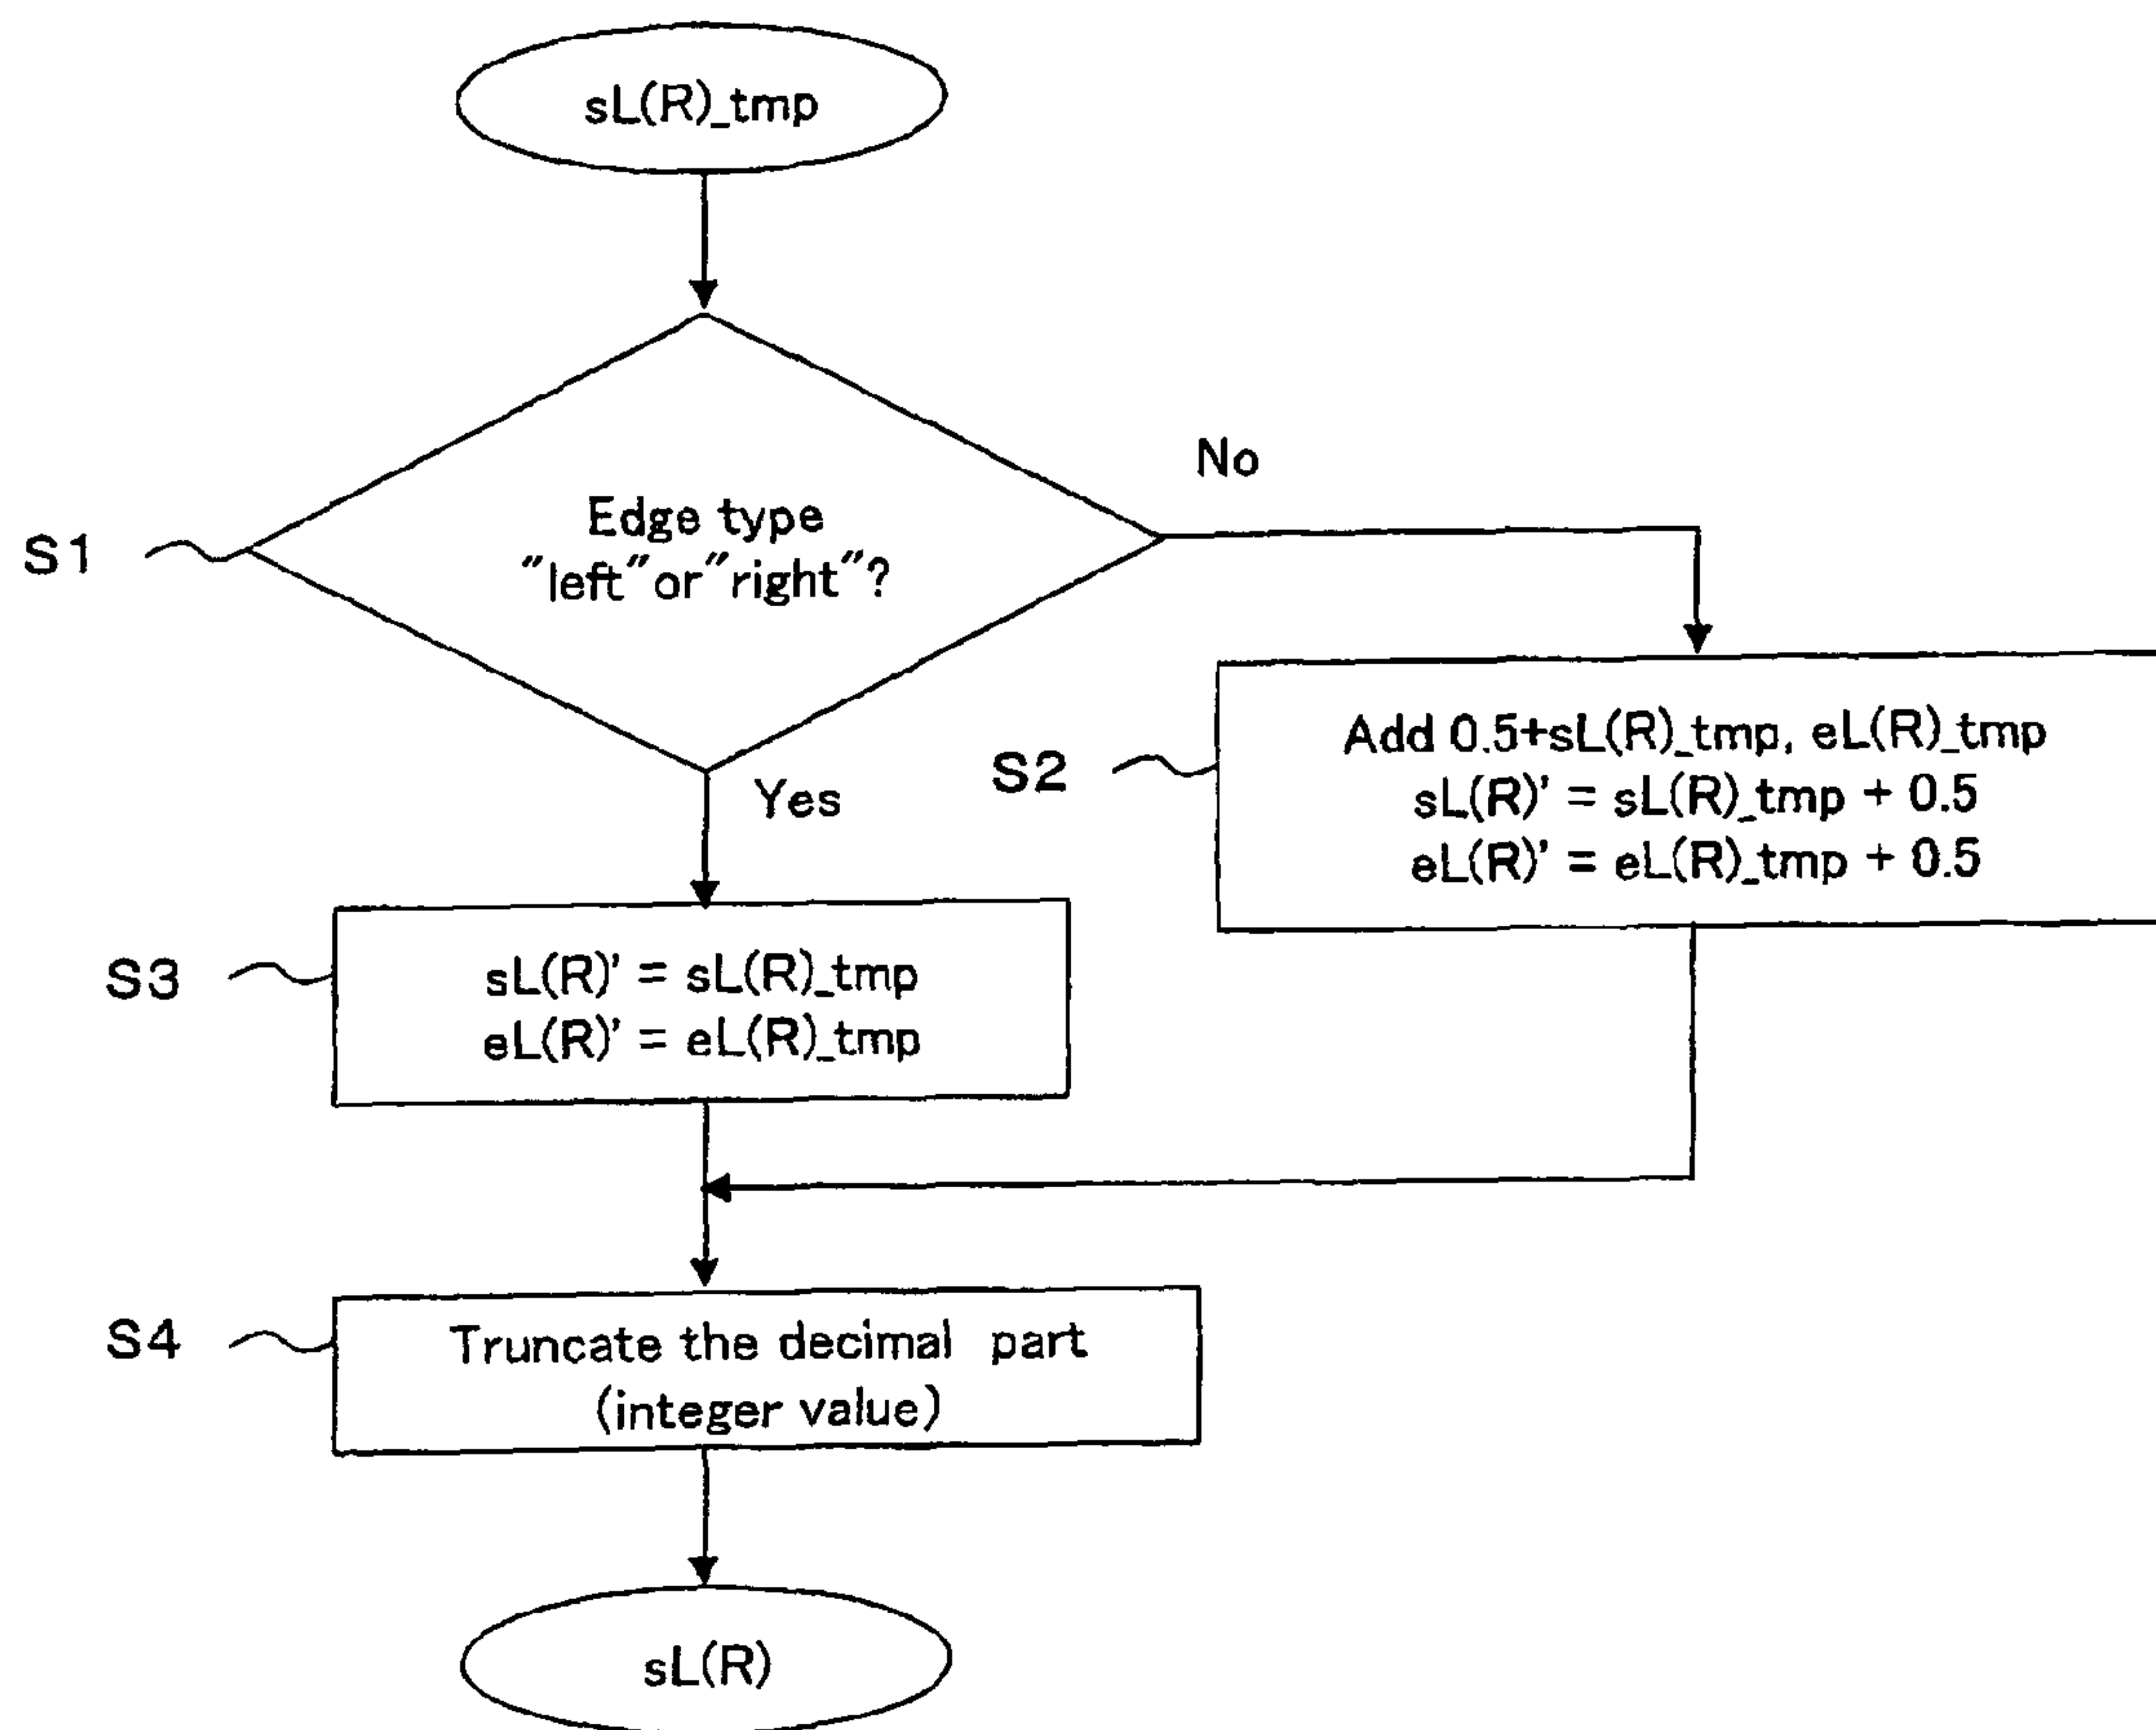 sL(R)_tmp
No
Edge type
"left"or"right"?
S1
Add 0.5+sL(R)_tmp, eL(R)_tmp
sL(R)' = sL(R)_tmp + 0.5
eL(R)' = eL(R)_tmp + 0.5
S2
Yes
S3
sL(R)' = sL(R)_tmp
eL(R)' = eL(R)_tmp
S4
Truncate the decimal part
(integer value)
sL(R)